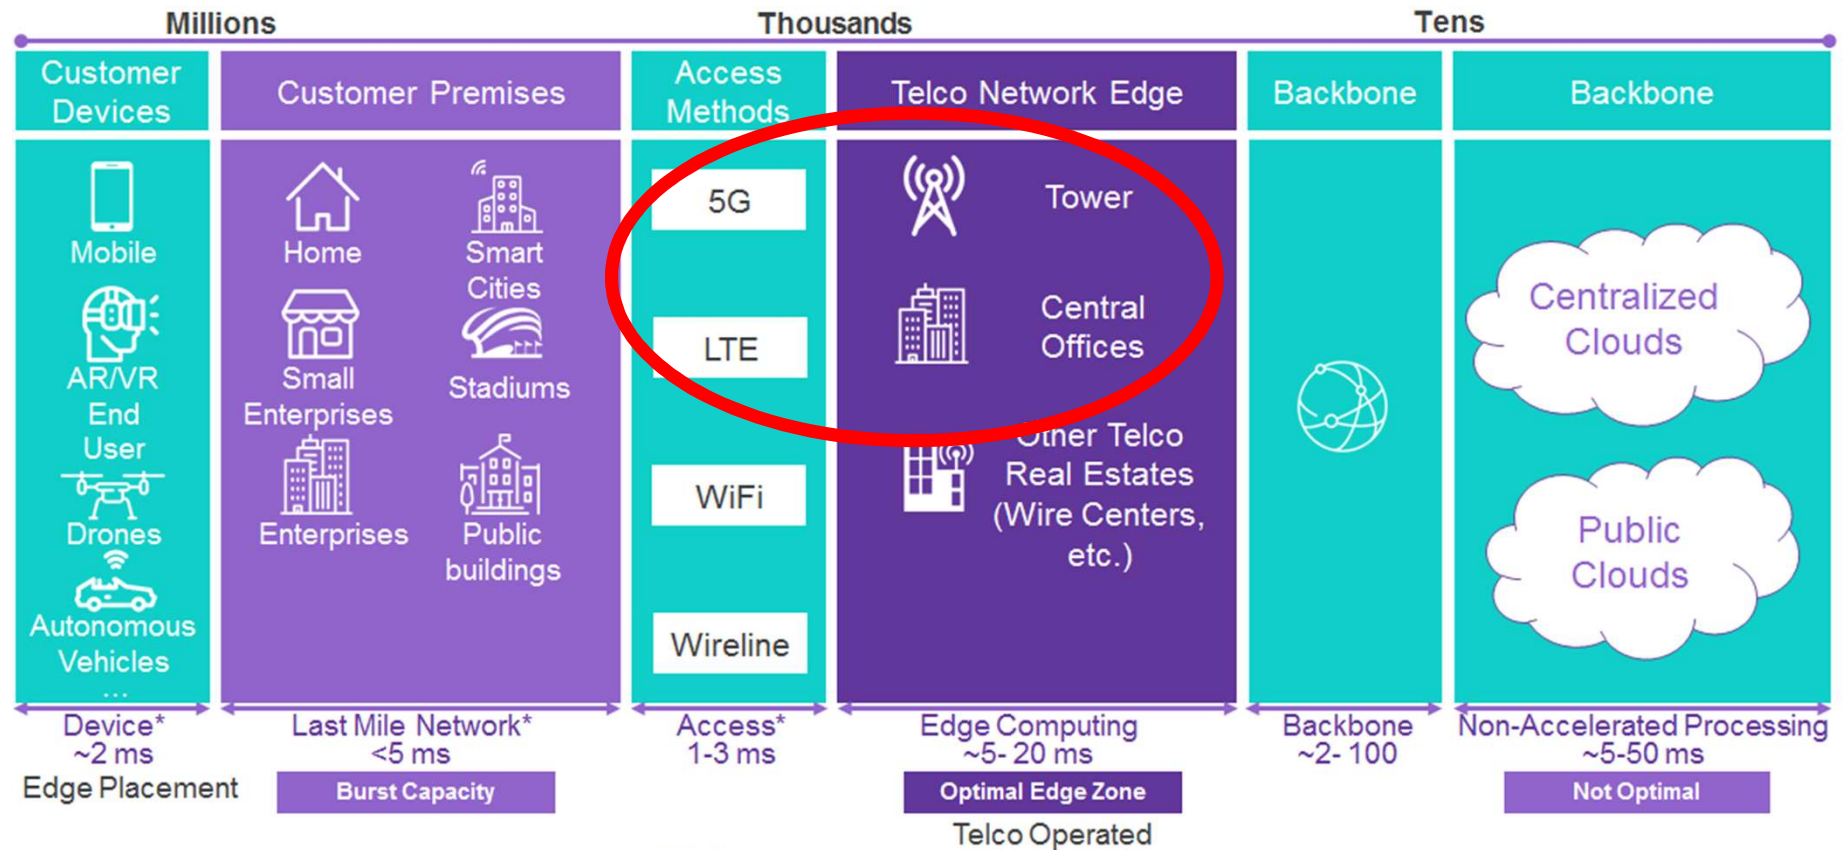 Millions
Thousands
Tens
Customer
Devices
Customer Premises
Access
Methods
Telco Network Edge
Backbone
Backbone
Mobile
AR/VR
End
User
Drones
Autonomous
Vehicles
...
Home
Smart
Cities
Small
Enterprises
Stadiums
Enterprises
Public
buildings
5G
LTE
WiFi
Wireline
Tower
Central
Offices
Other Telco
Real Estates
(Wire Centers,
etc.)
Centralized
Clouds
Public
Clouds
Device*
~2 ms
Last Mile Network*
<5 ms
Access*
1-3 ms
Edge Computing
~5- 20 ms
Backbone
~2- 100
Non-Accelerated Processing
~5-50 ms
Edge Placement
Burst Capacity
Optimal Edge Zone
Not Optimal
Telco Operated